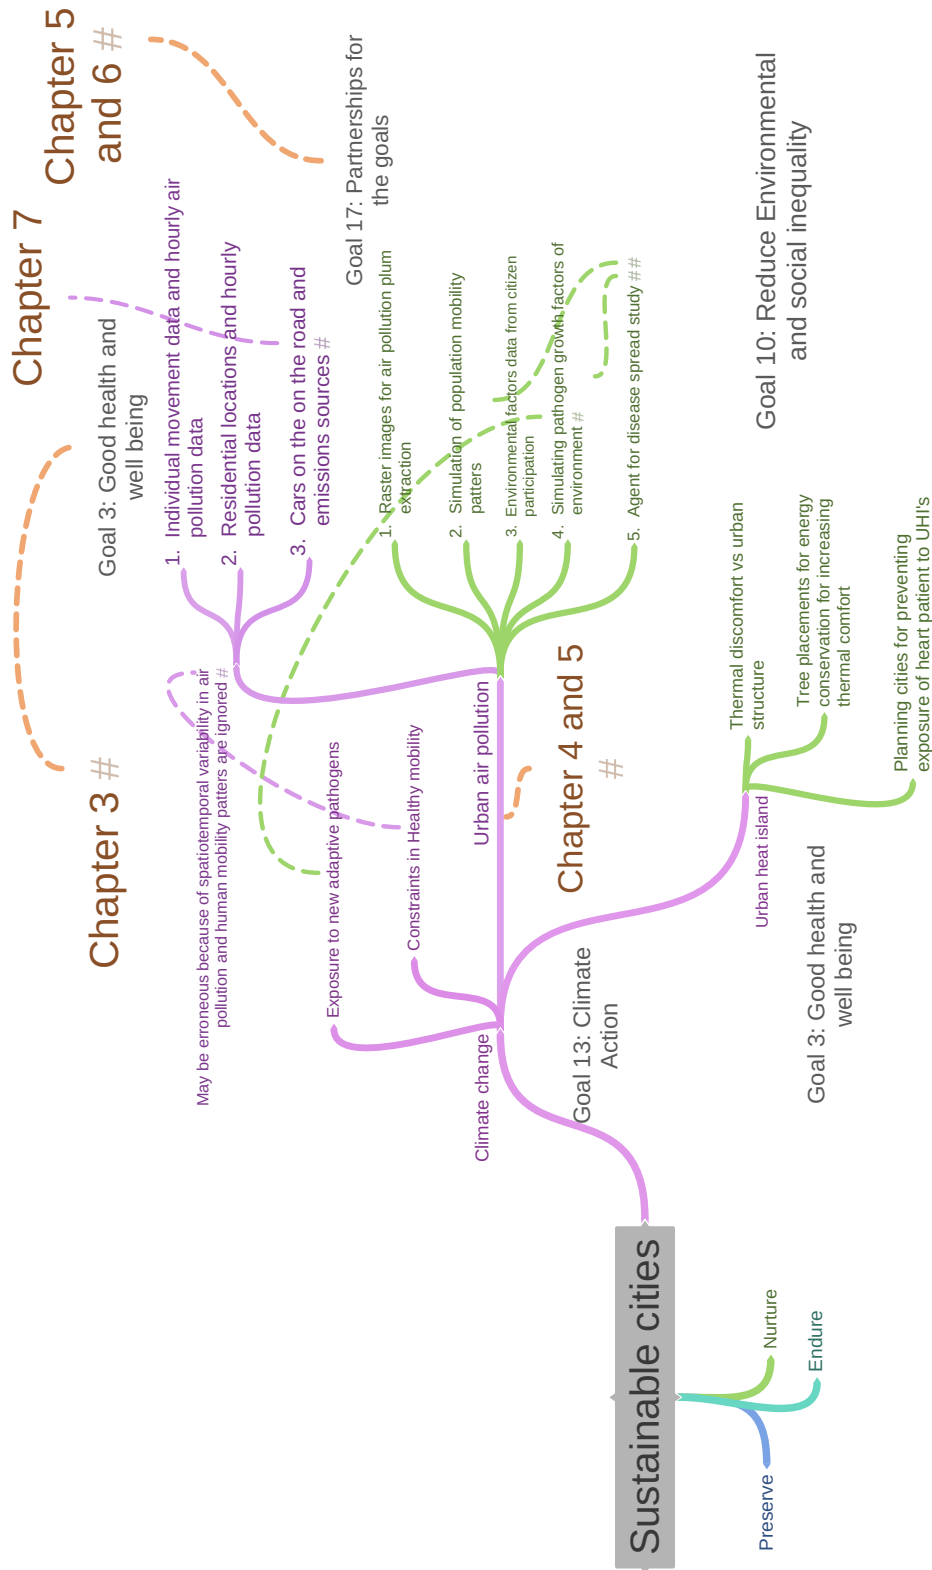 Chapter 7
Chapter 5
and 6 #
Goal 3: Good health and
well being
1. Individual movement data and hourly air
pollution data
2. Residential locations and hourly
pollution data
3. Cars on the on the road and
emissions sources #
Goal 17: Partnerships for
the goals
Chapter 3 #
May be erroneous because of spatiotemporal variability in air
pollution and human mobility patters are ignored #
Exposure to new adaptive pathogens
Constraints in Healthy mobility
1. Raster images for air pollution plum
extraction
2. Simulation of population mobility
patters
3. Environmental factors data from citizen
participation
4. Simulating pathogen growth factors of
environment #
5. Agent for disease spread study ##
Climate change
Urban air pollution
Chapter 4 and 5
#
Goal 13: Climate
Action
Sustainable cities
Thermal discomfort vs urban
structure
Tree placements for energy
conservation for increasing
thermal comfort
Planning cities for preventing
exposure of heart patient to UHI's
Urban heat island
Goal 10: Reduce Environmental
and social inequality
Goal 3: Good health and
well being
Preserve
Nurture
Endure